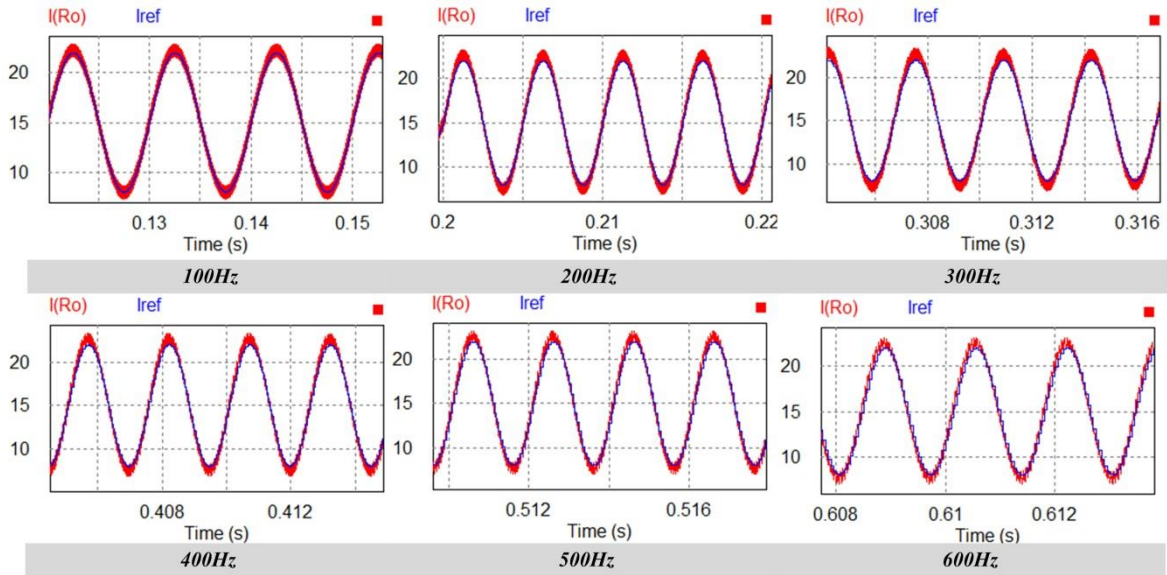 I(Ro) Iref
20
15
10
0.13 0.14 0.15
Time (s)
I(Ro) Iref
20
15
10
0.2 0.21 0.22
Time (s)
I(Ro) Iref
20
15
10
0.308 0.312 0.316
Time (s)
100Hz 200Hz 300Hz
I(Ro) Iref
20
15
10
0.408 0.412
Time (s)
I(Ro) Iref
20
15
10
0.512 0.516
Time (s)
I(Ro) Iref
20
15
10
0.608 0.61 0.612
Time (s)
400Hz 500Hz 600Hz